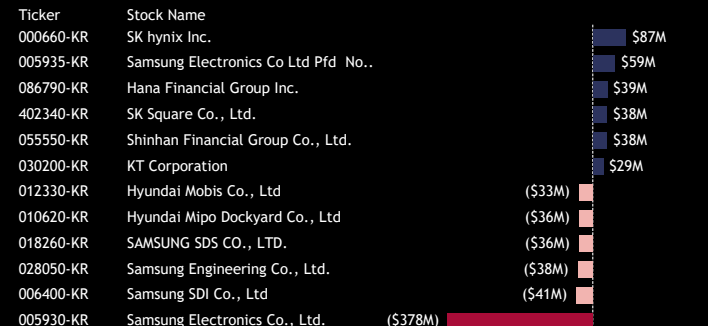 Ticker Stock Name
000660-KR SK hynix Inc. $87M
005935-KR Samsung Electronics Co Ltd Pfd No.. $59M
086790-KR Hana Financial Group Inc. $39M
402340-KR SK Square Co., Ltd. $38M
055550-KR Shinhan Financial Group Co., Ltd. $38M
030200-KR KT Corporation $29M
012330-KR Hyundai Mobis Co., Ltd ($33M)
010620-KR Hyundai Mipo Dockyard Co., Ltd ($36M)
018260-KR SAMSUNG SDS CO., LTD. ($36M)
028050-KR Samsung Engineering Co., Ltd. ($38M)
006400-KR Samsung SDI Co., Ltd ($41M)
005930-KR Samsung Electronics Co., Ltd. ($378M)